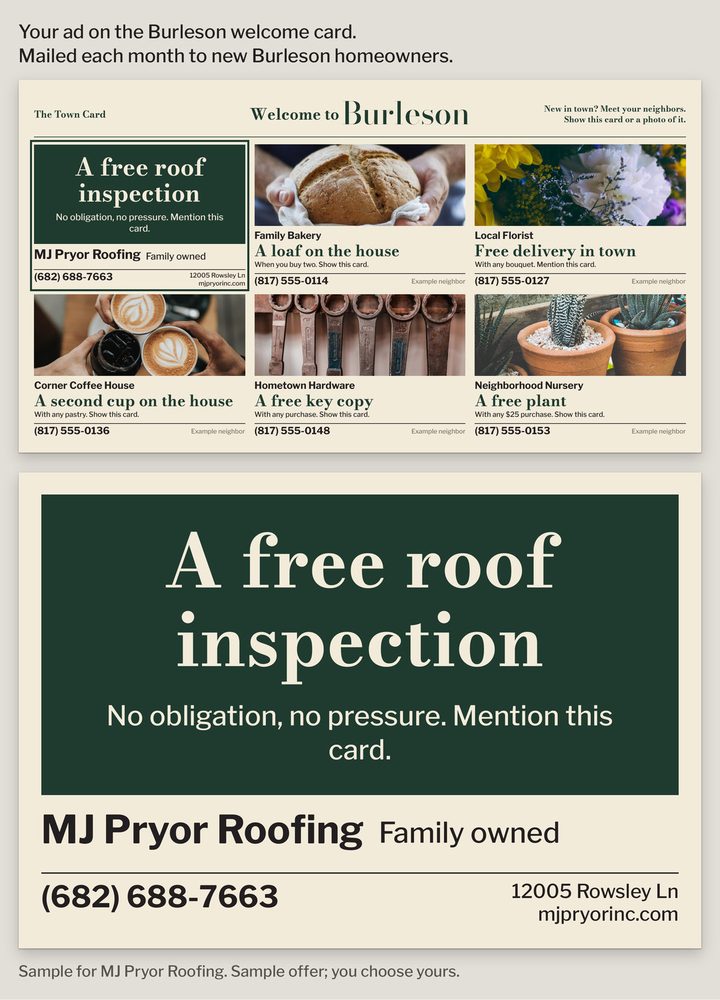 Your ad on the Burleson welcome card.
Mailed each month to new Burleson homeowners.
The Town Card
Welcome to Burleson
New in town? Meet your neighbors.
Show this card or a photo of it.
A free roof
inspection
No obligation, no pressure. Mention this
card.
MJ Pryor Roofing Family owned
(682) 688-7663
12005 Rowsley Ln
mjpryorinc.com
Family Bakery
A loaf on the house
When you buy two. Show this card.
(817) 555-0114 Example neighbor
Local Florist
Free delivery in town
With any bouquet. Mention this card.
(817) 555-0127 Example neighbor
Corner Coffee House
A second cup on the house
With any pastry. Show this card.
(817) 555-0136 Example neighbor
Hometown Hardware
A free key copy
With any purchase. Show this card.
(817) 555-0148 Example neighbor
Neighborhood Nursery
A free plant
With any $25 purchase. Show this card.
(817) 555-0153 Example neighbor
A free roof
inspection
No obligation, no pressure. Mention this
card.
MJ Pryor Roofing Family owned
(682) 688-7663
12005 Rowsley Ln
mjpryorinc.com
Sample for MJ Pryor Roofing. Sample offer; you choose yours.